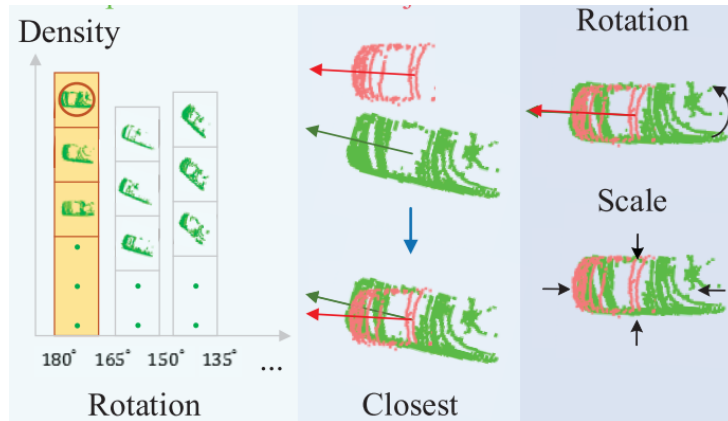 Density
180°
165°
150°
135°
...
Rotation
Closest
Rotation
Scale